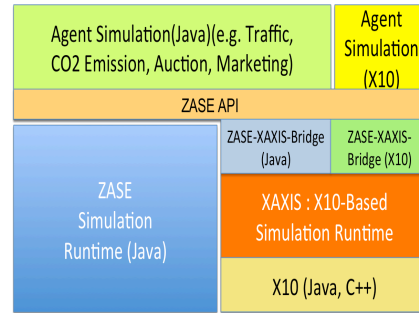 Agent Simulation(Java)(e.g. Traffic,
CO2 Emission, Auction, Marketing)
Agent
Simulation
(X10)
ZASE API
ZASE-XAXIS-Bridge
(Java)
ZASE-XAXIS-
Bridge (X10)
ZASE
Simulation
Runtime (Java)
XAXIS : X10-Based
Simulation Runtime
X10 (Java, C++)